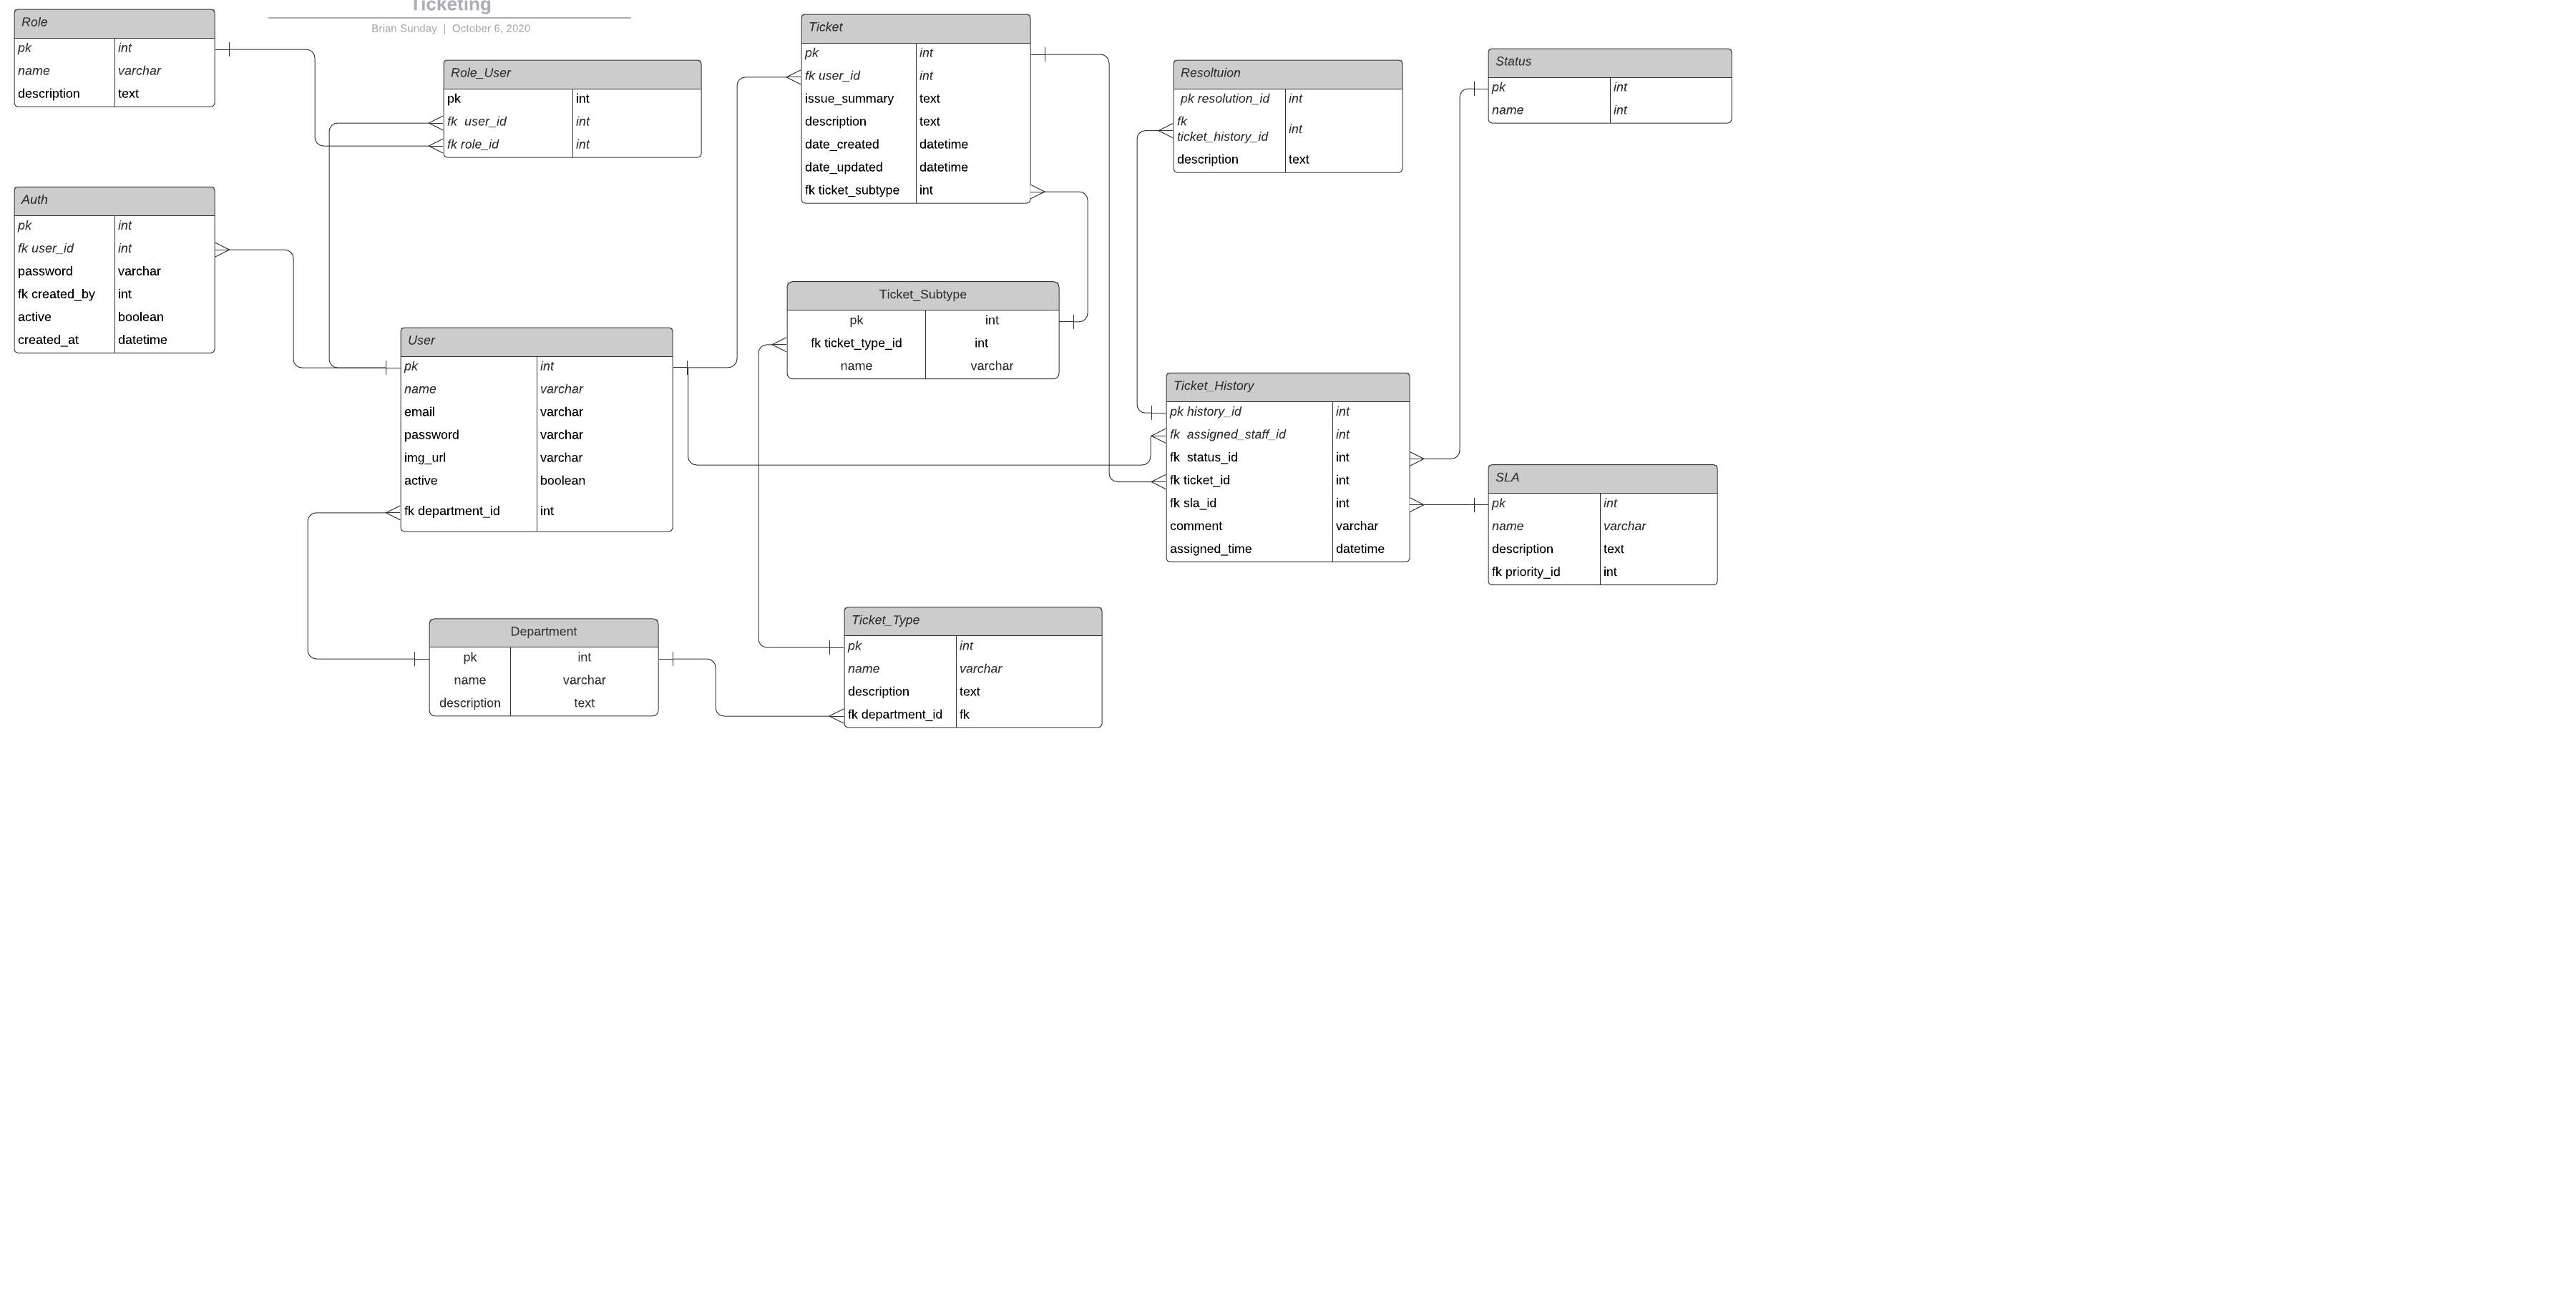 Ticketing
Brian Sunday | October 6, 2020
Role
pk int
name varchar
description text
Role_User
pk int
fk user_id int
fk role_id int
Ticket
pk int
fk user_id int
issue_summary text
description text
date_created datetime
date_updated datetime
fk ticket_subtype int
Resoltuion
pk resolution_id int
fk
ticket_history_id int
description text
Status
pk int
name int
Auth
pk int
fk user_id int
password varchar
fk created_by int
active boolean
created_at datetime
User
pk int
name varchar
email varchar
password varchar
img_url varchar
active boolean
fk department_id int
Ticket_Subtype
pk int
fk ticket_type_id int
name varchar
Ticket_History
pk history_id int
fk assigned_staff_id int
fk status_id int
fk ticket_id int
fk sla_id int
comment varchar
assigned_time datetime
SLA
pk int
name varchar
description text
fk priority_id int
Department
pk int
name varchar
description text
Ticket_Type
pk int
name varchar
description text
fk department_id fk